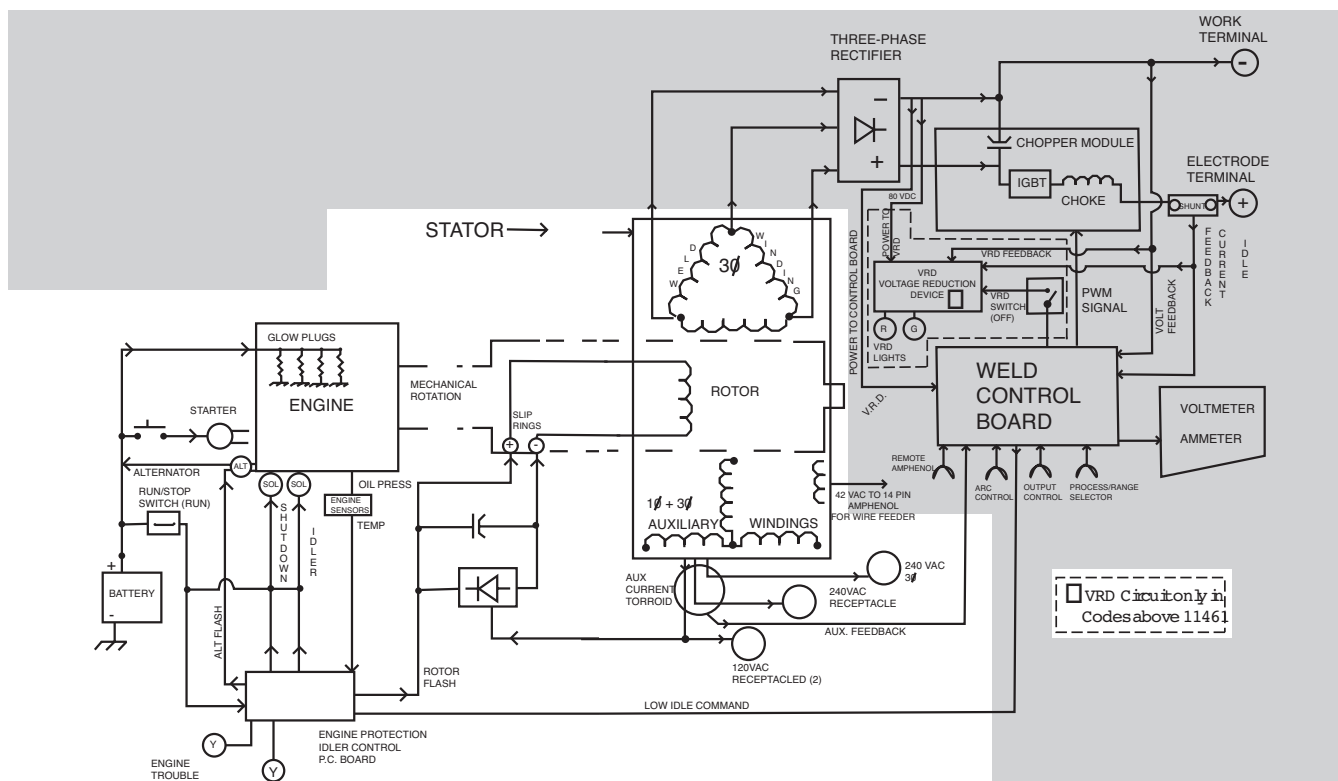 WORK
TERMINAL
-
THREE-PHASE
RECTIFIER
-
+
CHOPPER MODULE
IGBT
CHOKE
ELECTRODE
TERMINAL
SHUNT
+
80 VDC
POWER TO
VRD
POWER TO CONTROL BOARD
VRD FEEDBACK
VRD
VOLTAGE REDUCTION
DEVICE
VRD
SWITCH
(OFF)
R
G
VRD
LIGHTS
PWM
SIGNAL
VOLT
FEEDBACK
FEEDBACK
CURRENT
IDLE
V.R.D.
WELD
CONTROL
BOARD
VOLTMETER
AMMETER
REMOTE
AMPHENOL
ARC
CONTROL
OUTPUT
CONTROL
PROCESS/RANGE
SELECTOR
STATOR
WELD
WINDING
3Ø
GLOW PLUGS
ENGINE
MECHANICAL
ROTATION
SLIP
RINGS
+
-
ROTOR
STARTER
ALTERNATOR
ALT
SOL
SOL
OIL PRESS
ENGINE
SENSORS
TEMP
RUN/STOP
SWITCH (RUN)
SHUTDOWN
IDLER
+
BATTERY
-
ALT FLASH
1Ø + 3Ø
AUXILIARY
WINDINGS
42 VAC TO 14 PIN
AMPHENOL
FOR WIRE FEEDER
AUX
CURRENT
TORROID
240 VAC
3Ø
240VAC
RECEPTACLE
AUX. FEEDBACK
120VAC
RECEPTACLED (2)
ROTOR
FLASH
LOW IDLE COMMAND
ENGINE PROTECTION
IDLER CONTROL
P.C. BOARD
Y
ENGINE
TROUBLE
Y
VRD Circuit only in
Codes above 11461